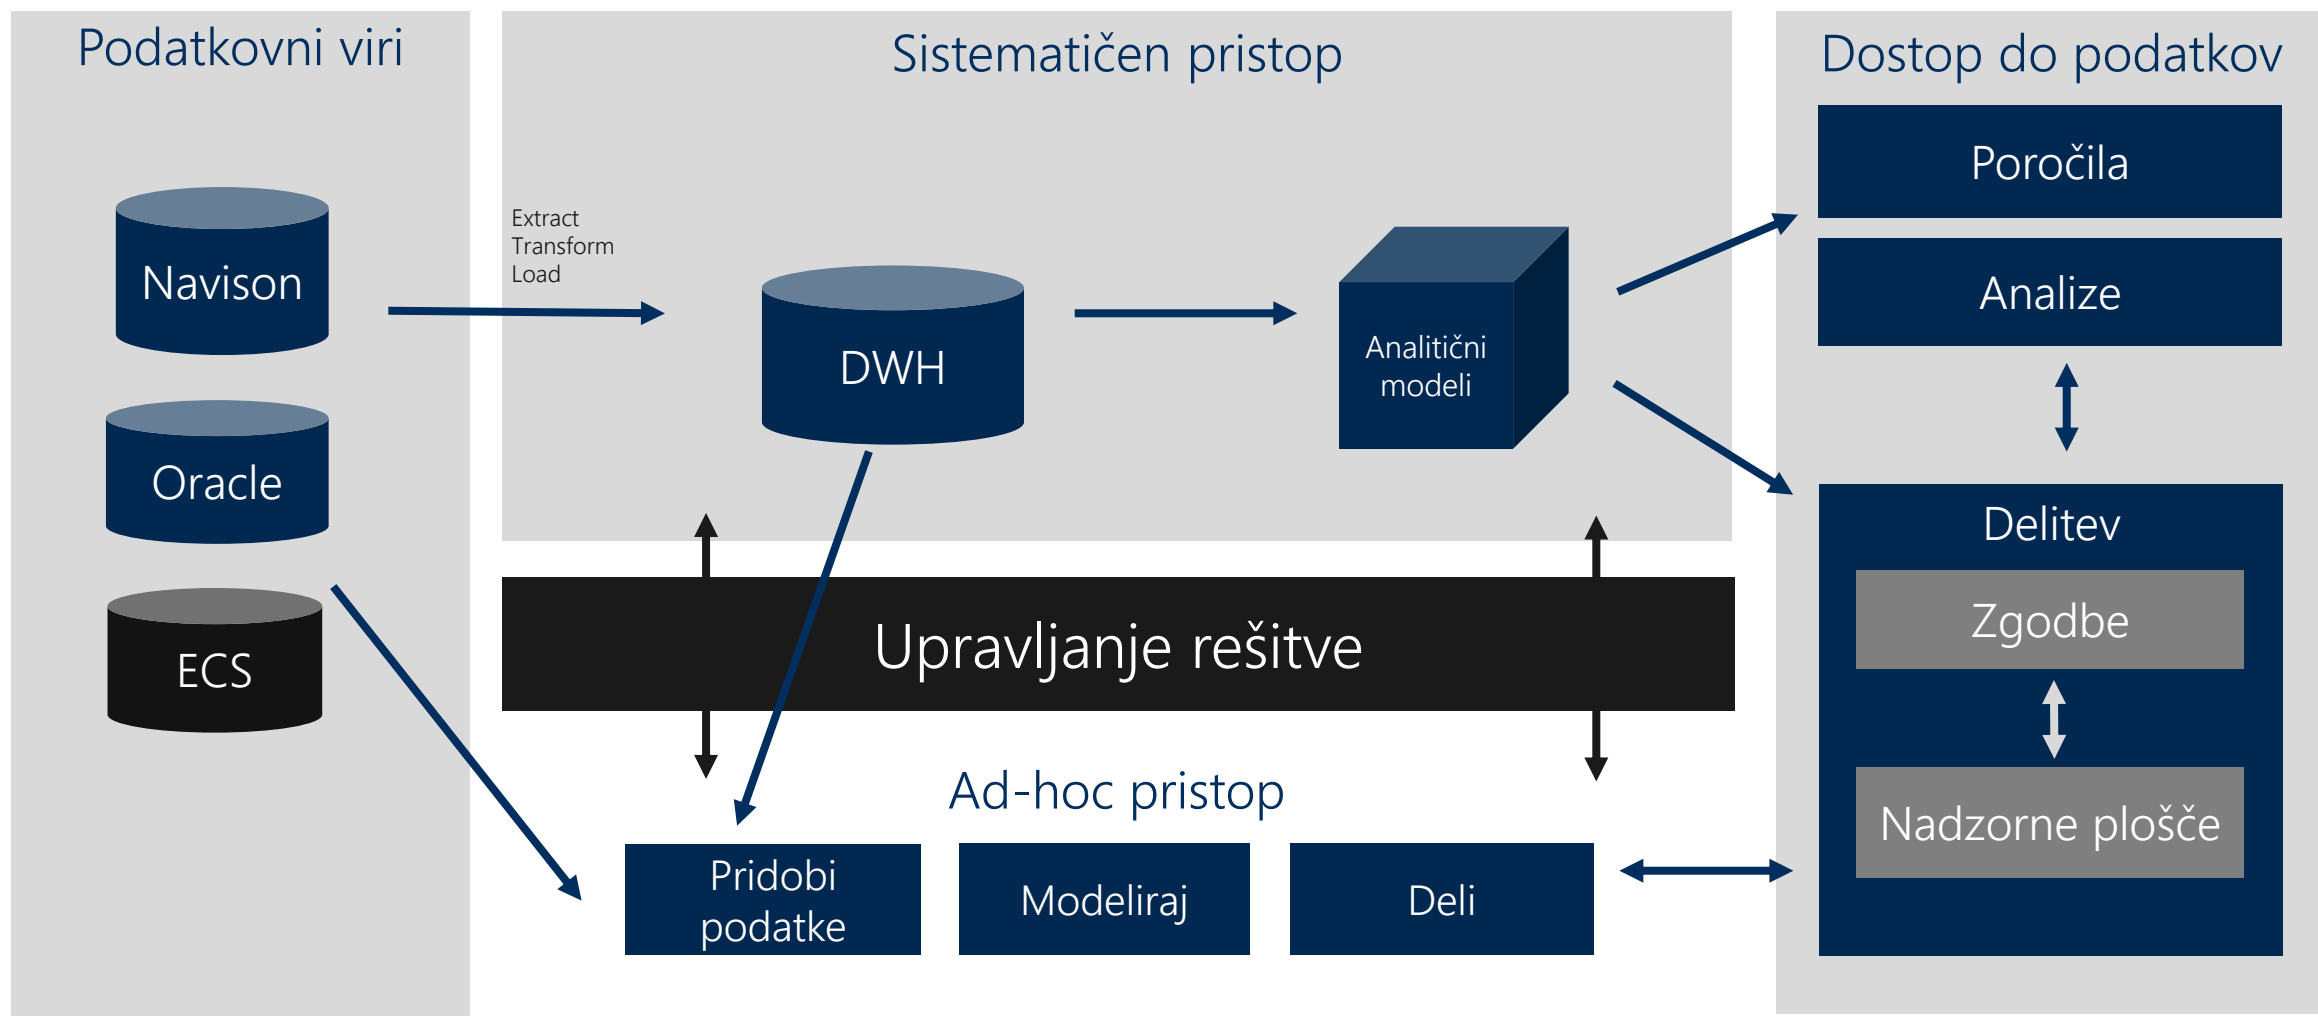 Podatkovni viri
Navison
Oracle
ECS
Sistematičen pristop
Extract
Transform
Load
DWH
Analitični
modeli
Upravljanje rešitve
Ad-hoc pristop
Pridobi
podatke
Modeliraj
Deli
Dostop do podatkov
Poročila
Analize
Delitev
Zgodbe
Nadzorne plošče